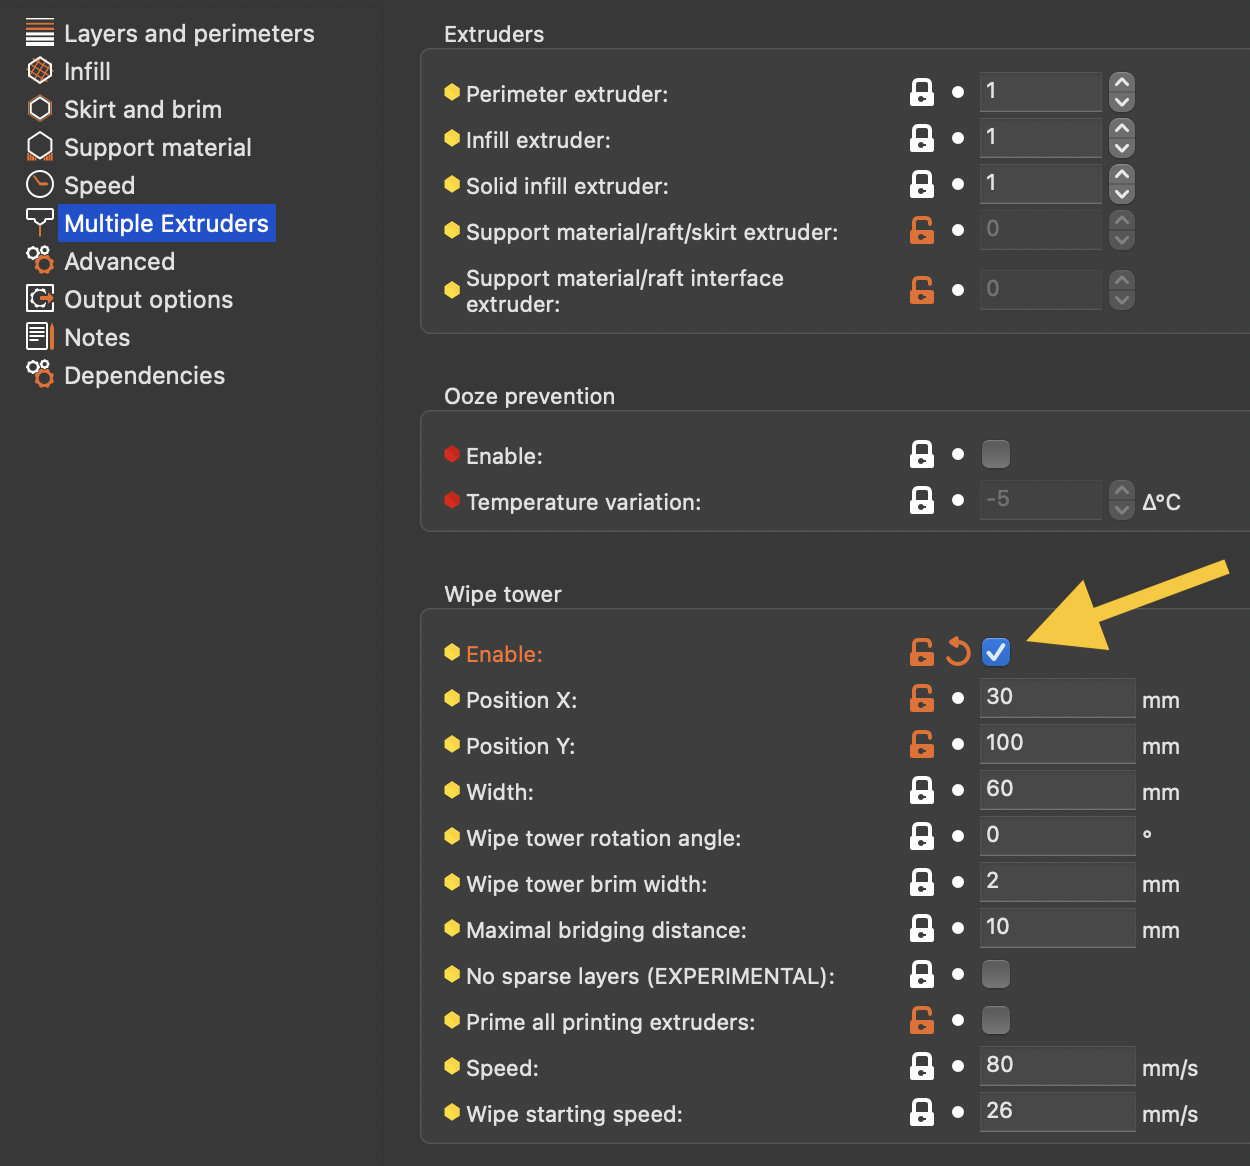 Layers and perimeters
Infill
Skirt and brim
Support material
Speed
Multiple Extruders
Advanced
Output options
Notes
Dependencies
Extruders
Perimeter extruder: 1
Infill extruder: 1
Solid infill extruder: 1
Support material/raft/skirt extruder: 0
Support material/raft interface
extruder: 0
Ooze prevention
Enable:
Temperature variation: -5 Δ°C
Wipe tower
Enable:
Position X: 30 mm
Position Y: 100 mm
Width: 60 mm
Wipe tower rotation angle: 0 °
Wipe tower brim width: 2 mm
Maximal bridging distance: 10 mm
No sparse layers (EXPERIMENTAL):
Prime all printing extruders:
Speed: 80 mm/s
Wipe starting speed: 26 mm/s